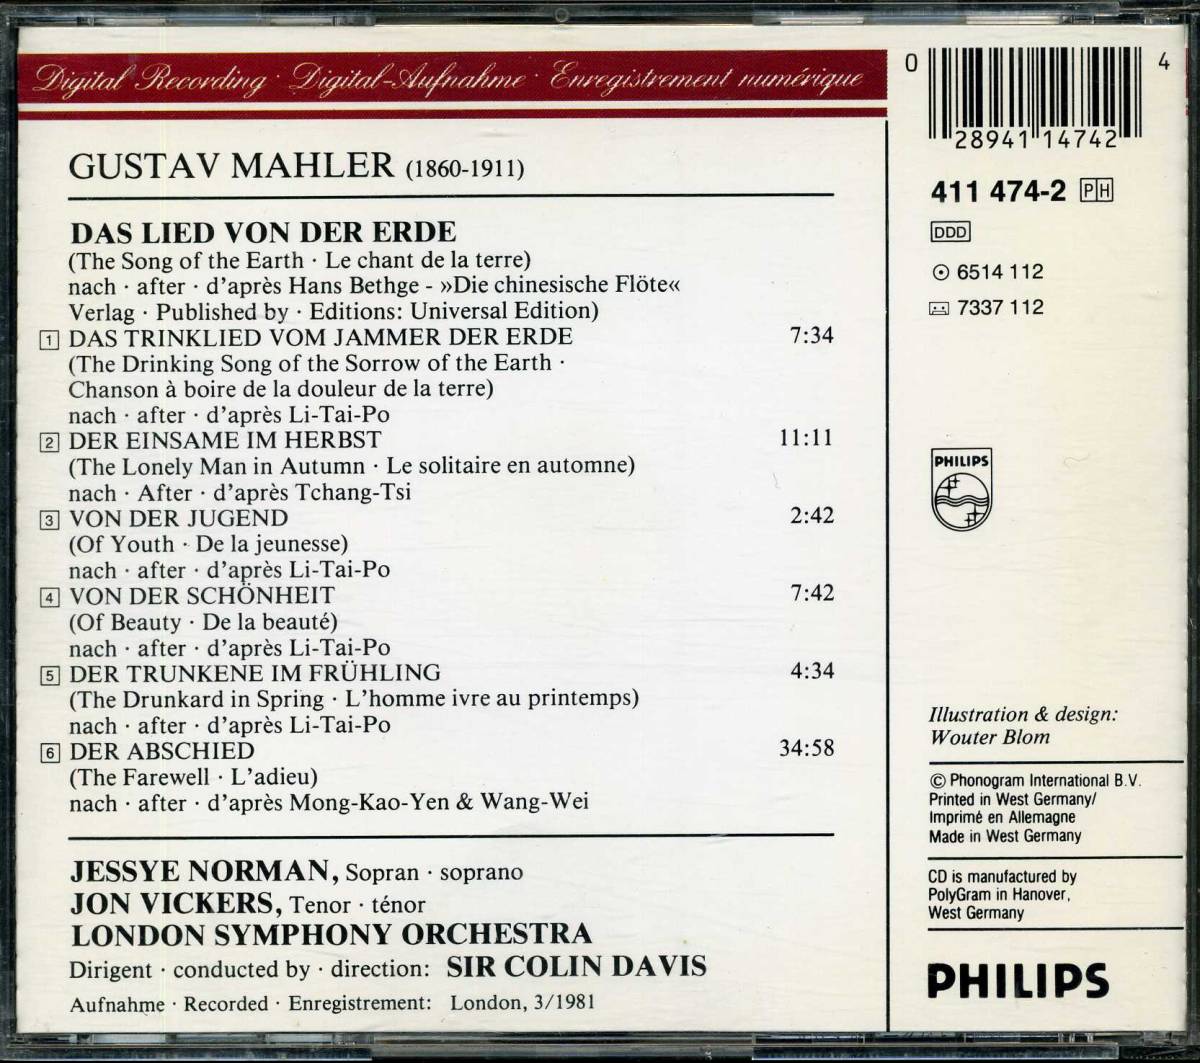 Digital Recording · Digital-Aufnahme · Enregistrement numérique
GUSTAV MAHLER (1860-1911)
DAS LIED VON DER ERDE
(The Song of the Earth · Le chant de la terre)
nach · after · d'après Hans Bethge - »Die chinesische Flöte«
Verlag · Published by · Editions: Universal Edition)
1 DAS TRINKLIED VOM JAMMER DER ERDE 7:34
(The Drinking Song of the Sorrow of the Earth ·
Chanson à boire de la douleur de la terre)
nach · after · d'après Li-Tai-Po
2 DER EINSAME IM HERBST 11:11
(The Lonely Man in Autumn · Le solitaire en automne)
nach · After · d'après Tchang-Tsi
3 VON DER JUGEND 2:42
(Of Youth · De la jeunesse)
nach · after · d'après Li-Tai-Po
4 VON DER SCHÖNHEIT 7:42
(Of Beauty · De la beauté)
nach · after · d'après Li-Tai-Po
5 DER TRUNKENE IM FRÜHLING 4:34
(The Drunkard in Spring · L'homme ivre au printemps)
nach · after · d'après Li-Tai-Po
6 DER ABSCHIED 34:58
(The Farewell · L'adieu)
nach · after · d'après Mong-Kao-Yen & Wang-Wei
JESSYE NORMAN, Sopran · soprano
JON VICKERS, Tenor · ténor
LONDON SYMPHONY ORCHESTRA
Dirigent · conducted by · direction: SIR COLIN DAVIS
Aufnahme · Recorded · Enregistrement: London, 3/1981
0 28941 14742 4
411 474-2 PH
DDD
6514 112
7337 112
PHILIPS
Illustration & design:
Wouter Blom
© Phonogram International B.V.
Printed in West Germany/
Imprimé en Allemagne
Made in West Germany
CD is manufactured by
PolyGram in Hanover,
West Germany
PHILIPS